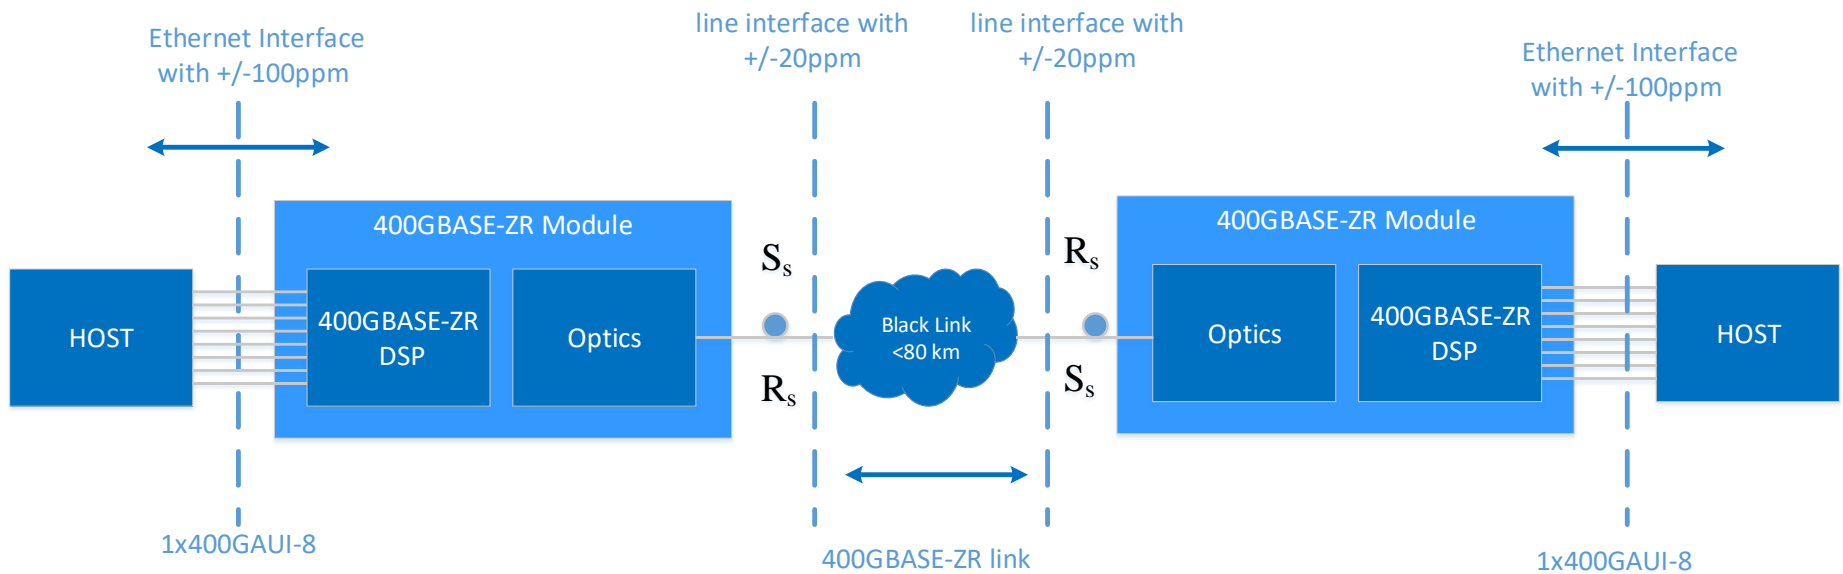 Ethernet Interface
with +/-100ppm
line interface with
+/-20ppm
line interface with
+/-20ppm
Ethernet Interface
with +/-100ppm
400GBASE-ZR Module
HOST
400GBASE-ZR
DSP
Optics
Ss
Rs
Black Link
<80 km
Rs
Ss
400GBASE-ZR Module
Optics
400GBASE-ZR
DSP
HOST
1x400GAUI-8
400GBASE-ZR link
1x400GAUI-8